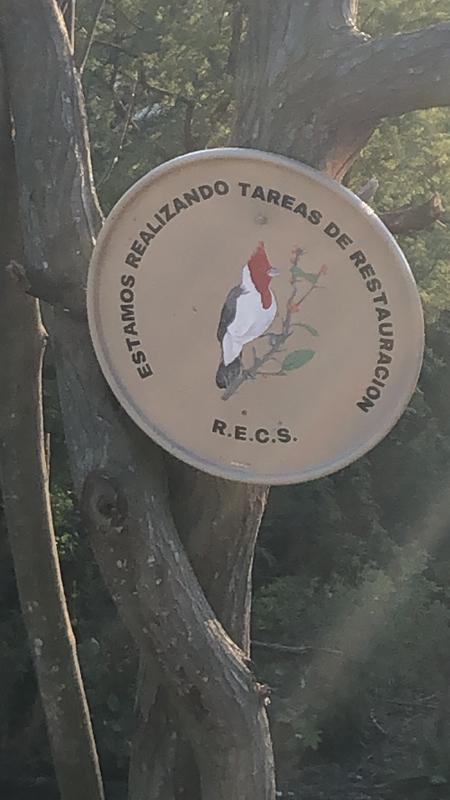 ESTAMOS REALIZANDO TAREAS DE RESTAURACION
R.E.C.S.